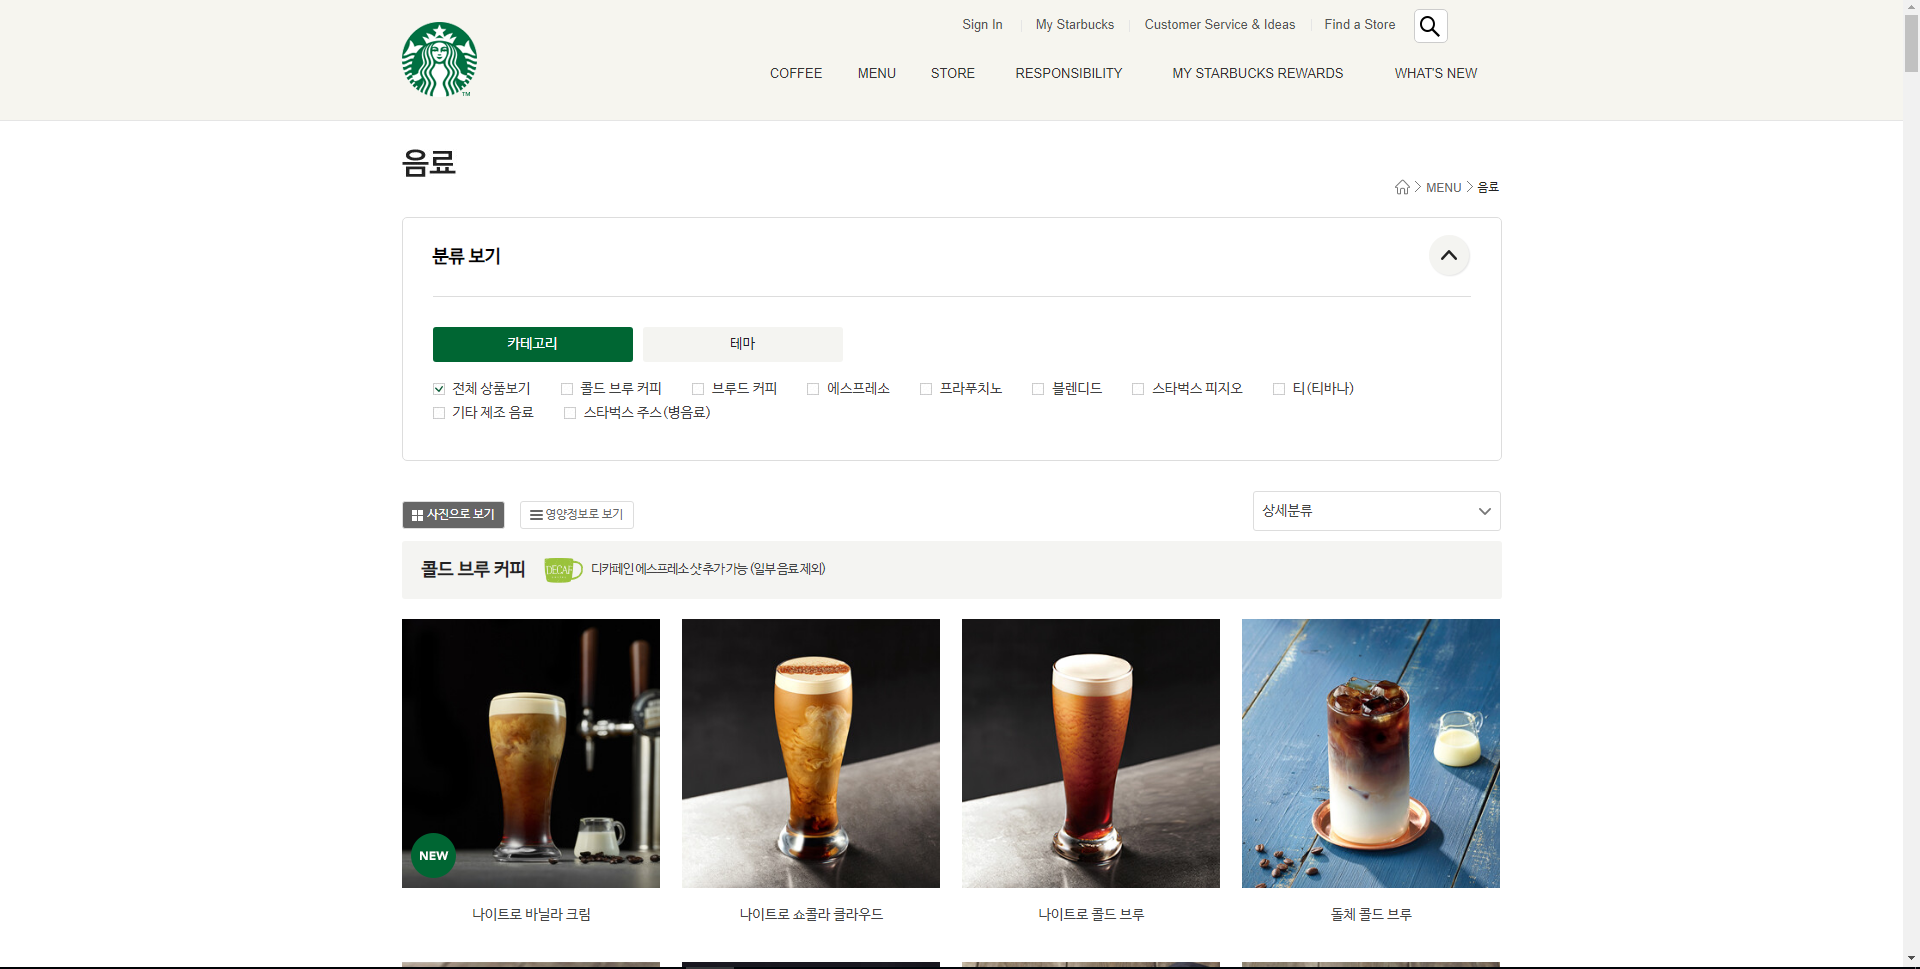 Sign In My Starbucks Customer Service & Ideas Find a Store
COFFEE MENU STORE RESPONSIBILITY MY STARBUCKS REWARDS WHAT'S NEW
TM
음료
MENU 음료
분류 보기
카테고리 테마
전체 상품보기 콜드 브루 커피 브루드 커피 에스프레소 프라푸치노 블렌디드 스타벅스 피지오 티(티바나)
기타 제조 음료 스타벅스 주스(병음료)
사진으로 보기 영양정보로 보기 상세분류
콜드 브루 커피 DECAF 디카페인 에스프레소 샷 추가 가능 (일부 음료 제외)
NEW
나이트로 바닐라 크림 나이트로 쇼콜라 클라우드 나이트로 콜드 브루 돌체 콜드 브루